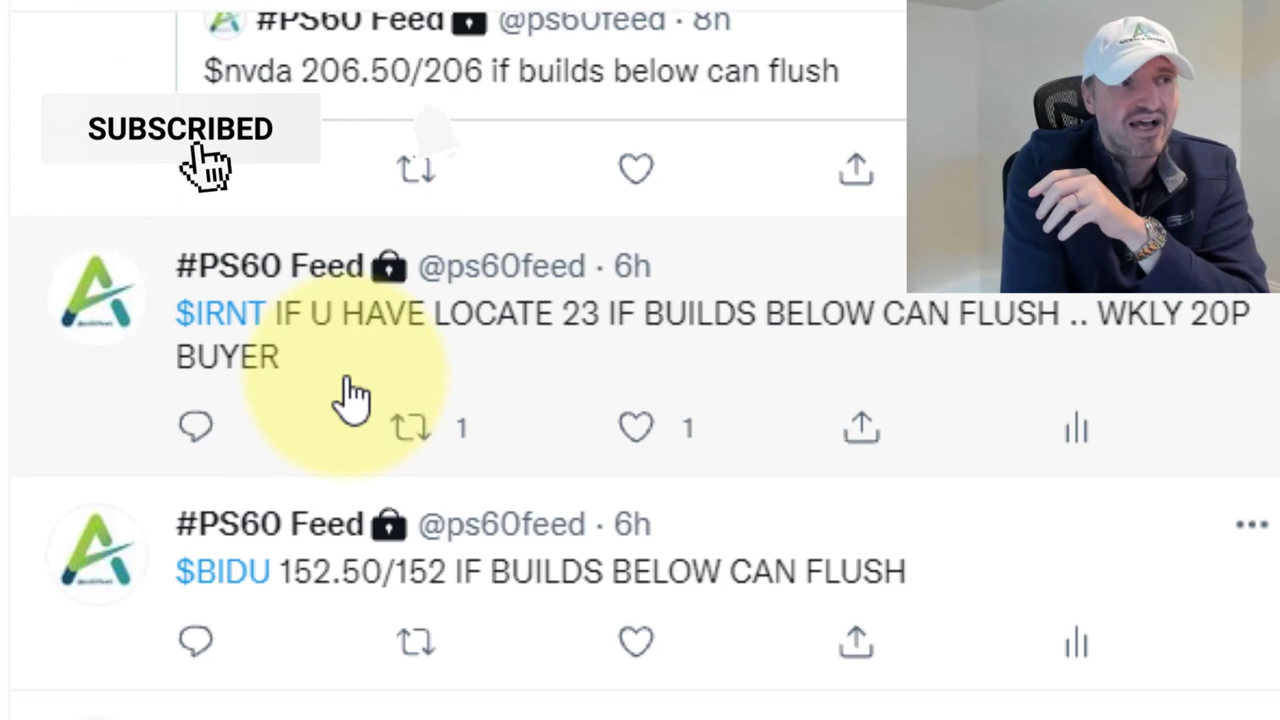 #PS60 Feed @ps60feed · 8h
$nvda 206.50/206 if builds below can flush
SUBSCRIBED
#PS60 Feed @ps60feed · 6h
$IRNT IF U HAVE LOCATE 23 IF BUILDS BELOW CAN FLUSH .. WKLY 20P
BUYER
1 1
#PS60 Feed @ps60feed · 6h
$BIDU 152.50/152 IF BUILDS BELOW CAN FLUSH